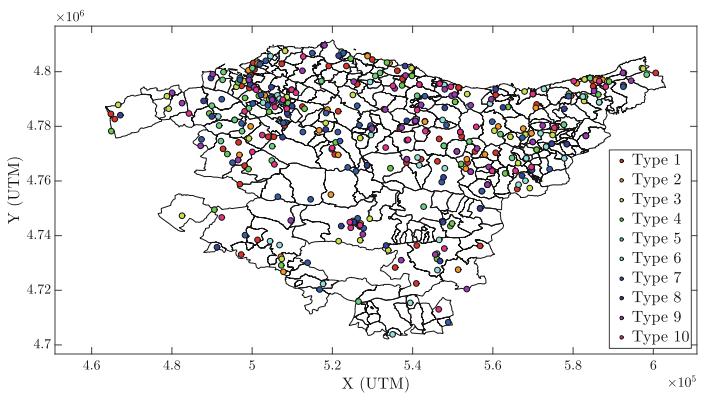 ×10⁶
4.8
4.78
4.76
4.74
4.72
4.7
Y (UTM)
Type 1
Type 2
Type 3
Type 4
Type 5
Type 6
Type 7
Type 8
Type 9
Type 10
4.6
4.8
5
5.2
5.4
5.6
5.8
6
X (UTM)
×10⁵